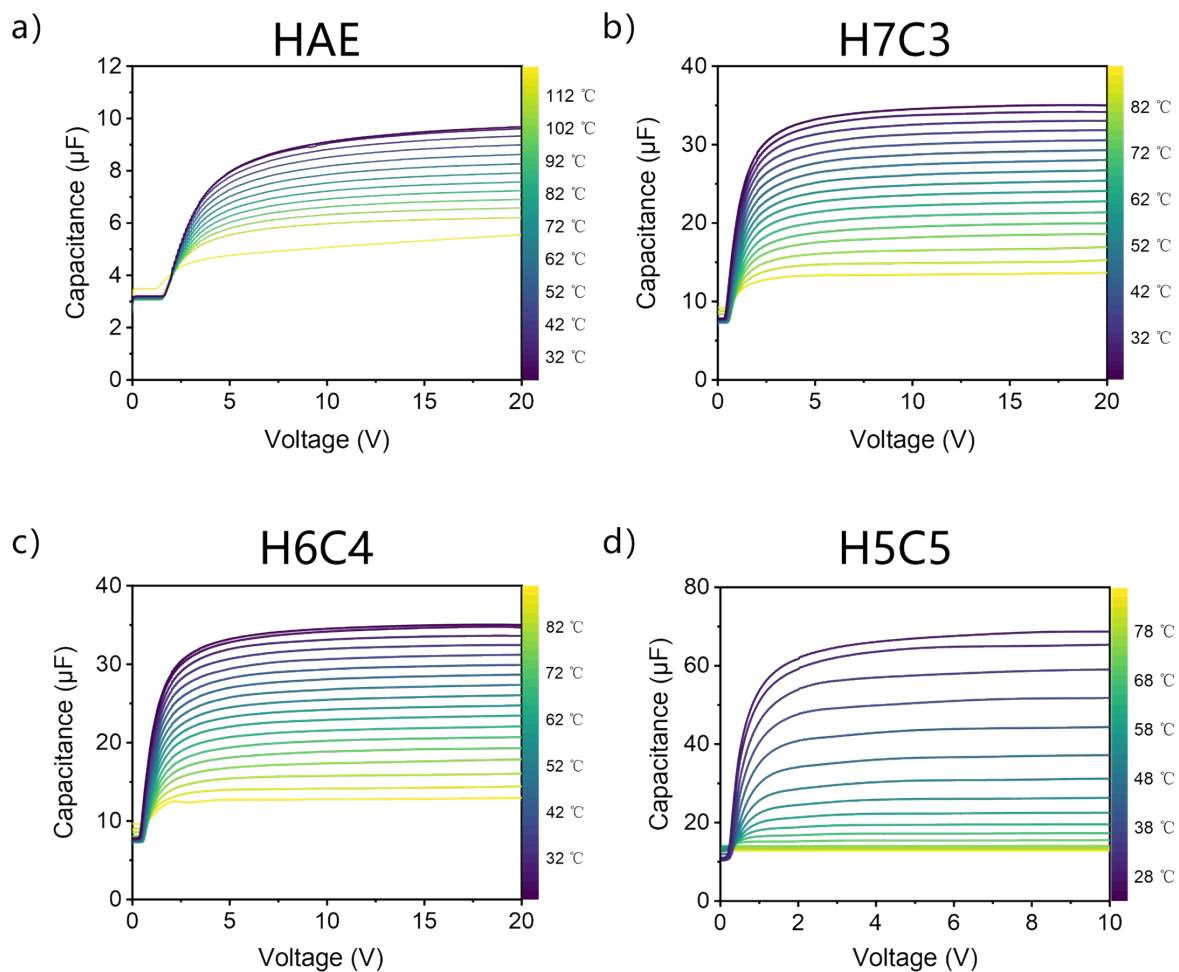 a)
HAE
12
10
8
6
4
2
0
Capacitance (μF)
0 5 10 15 20
Voltage (V)
112 ℃
102 ℃
92 ℃
82 ℃
72 ℃
62 ℃
52 ℃
42 ℃
32 ℃
b)
H7C3
40
30
20
10
0
Capacitance (μF)
0 5 10 15 20
Voltage (V)
82 ℃
72 ℃
62 ℃
52 ℃
42 ℃
32 ℃
c)
H6C4
40
30
20
10
0
Capacitance (μF)
0 5 10 15 20
Voltage (V)
82 ℃
72 ℃
62 ℃
52 ℃
42 ℃
32 ℃
d)
H5C5
80
60
40
20
0
Capacitance (μF)
0 2 4 6 8 10
Voltage (V)
78 ℃
68 ℃
58 ℃
48 ℃
38 ℃
28 ℃